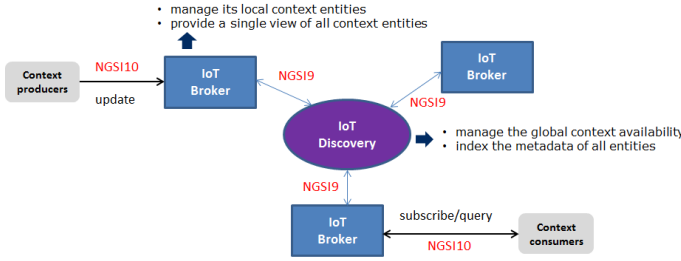 • manage its local context entities
• provide a single view of all context entities
Context
producers
NGSI10
update
IoT
Broker
NGSI9
IoT
Broker
NGSI9
IoT
Discovery
• manage the global context availability
• index the metadata of all entities
NGSI9
IoT
Broker
subscribe/query
NGSI10
Context
consumers